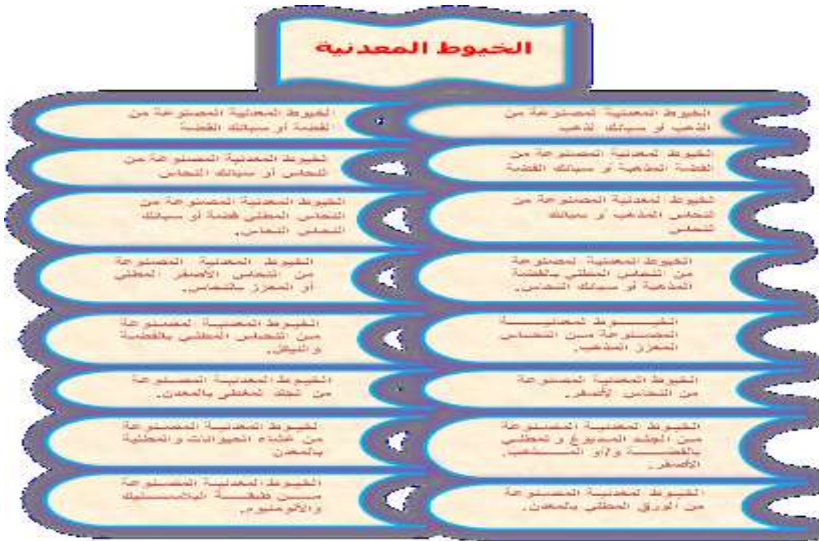 الخيوط المعدنية
الخيوط المعدنية المصنوعة من
الذهب أو سبائك الذهب
الخيوط المعدنية المصنوعة من
الفضة أو سبائك الفضة
الخيوط المعدنية المصنوعة من
الفضة المذهبة أو سبائك الفضة
الخيوط المعدنية المصنوعة من
النحاس أو سبائك النحاس
الخيوط المعدنية المصنوعة من
النحاس المذهب أو سبائك
النحاس
الخيوط المعدنية المصنوعة من
النحاس المطلي فضة أو سبائك
النحاس النحاس.
الخيوط المعدنية المصنوعة
من النحاس المطلي بالفضة
المذهبة أو سبائك النحاس.
الخيوط المعدنية المصنوعة
من النحاس الأصفر المطلي
أو المعزز بالنحاس.
الخيوط المعدنية
المصنوعة من النحاس
المعزز المذهب.
الخيوط المعدنية المصنوعة
من النحاس المطلي بالفضة
والنيكل.
الخيوط المعدنية المصنوعة
من النحاس الأصفر.
الخيوط المعدنية المصنوعة
من الجلد المغطى بالمعدن.
الخيوط المعدنية المصنوعة
من الجلد المدبوغ والمطلي
بالفضة و/أو المذهب.
الأصفر.
الخيوط المعدنية المصنوعة
من غشاء الحيوانات والمطلية
بالمعدن
الخيوط المعدنية المصنوعة
من الورق المطلي بالمعدن.
الخيوط المعدنية المصنوعة
من طبقة البلاستيك
والألومنيوم.